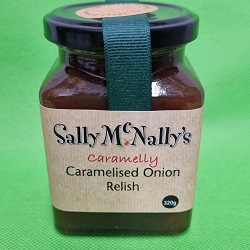 Sally McNally's
Caramelly
Caramelised Onion
Relish
320g